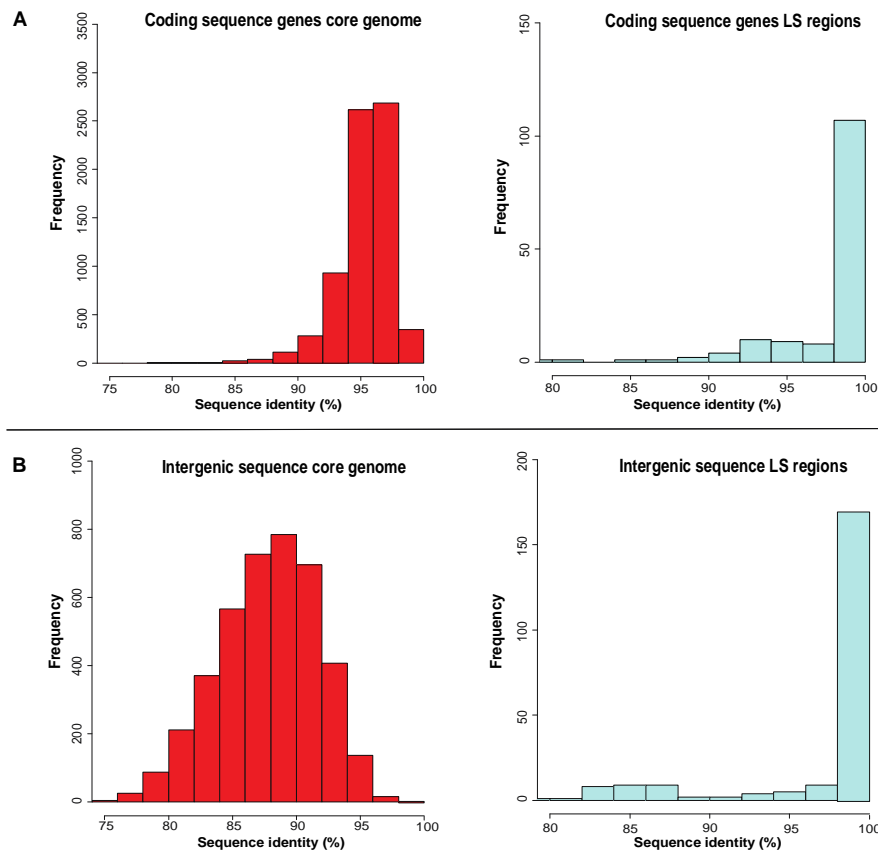 A
Coding sequence genes core genome
Frequency
3500
3000
2500
2000
1500
1000
500
0
75 80 85 90 95 100
Sequence identity (%)
Coding sequence genes LS regions
Frequency
150
100
50
0
80 85 90 95 100
Sequence identity (%)
B
Intergenic sequence core genome
Frequency
1000
800
600
400
200
0
75 80 85 90 95 100
Sequence identity (%)
Intergenic sequence LS regions
Frequency
200
150
100
50
0
80 85 90 95 100
Sequence identity (%)